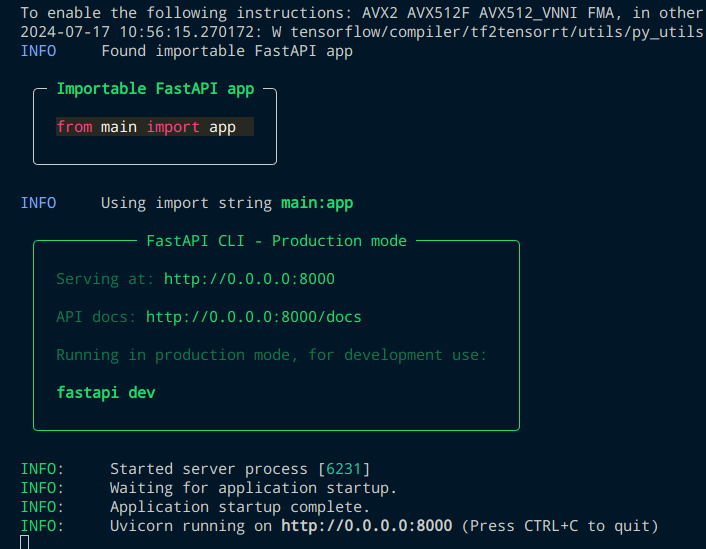 To enable the following instructions: AVX2 AVX512F AVX512_VNNI FMA, in other
2024-07-17 10:56:15.270172: W tensorflow/compiler/tf2tensorrt/utils/py_utils
INFO     Found importable FastAPI app
Importable FastAPI app
from main import app
INFO     Using import string main:app
FastAPI CLI - Production mode
Serving at: http://0.0.0.0:8000
API docs: http://0.0.0.0:8000/docs
Running in production mode, for development use:
fastapi dev
INFO:     Started server process [6231]
INFO:     Waiting for application startup.
INFO:     Application startup complete.
INFO:     Uvicorn running on http://0.0.0.0:8000 (Press CTRL+C to quit)